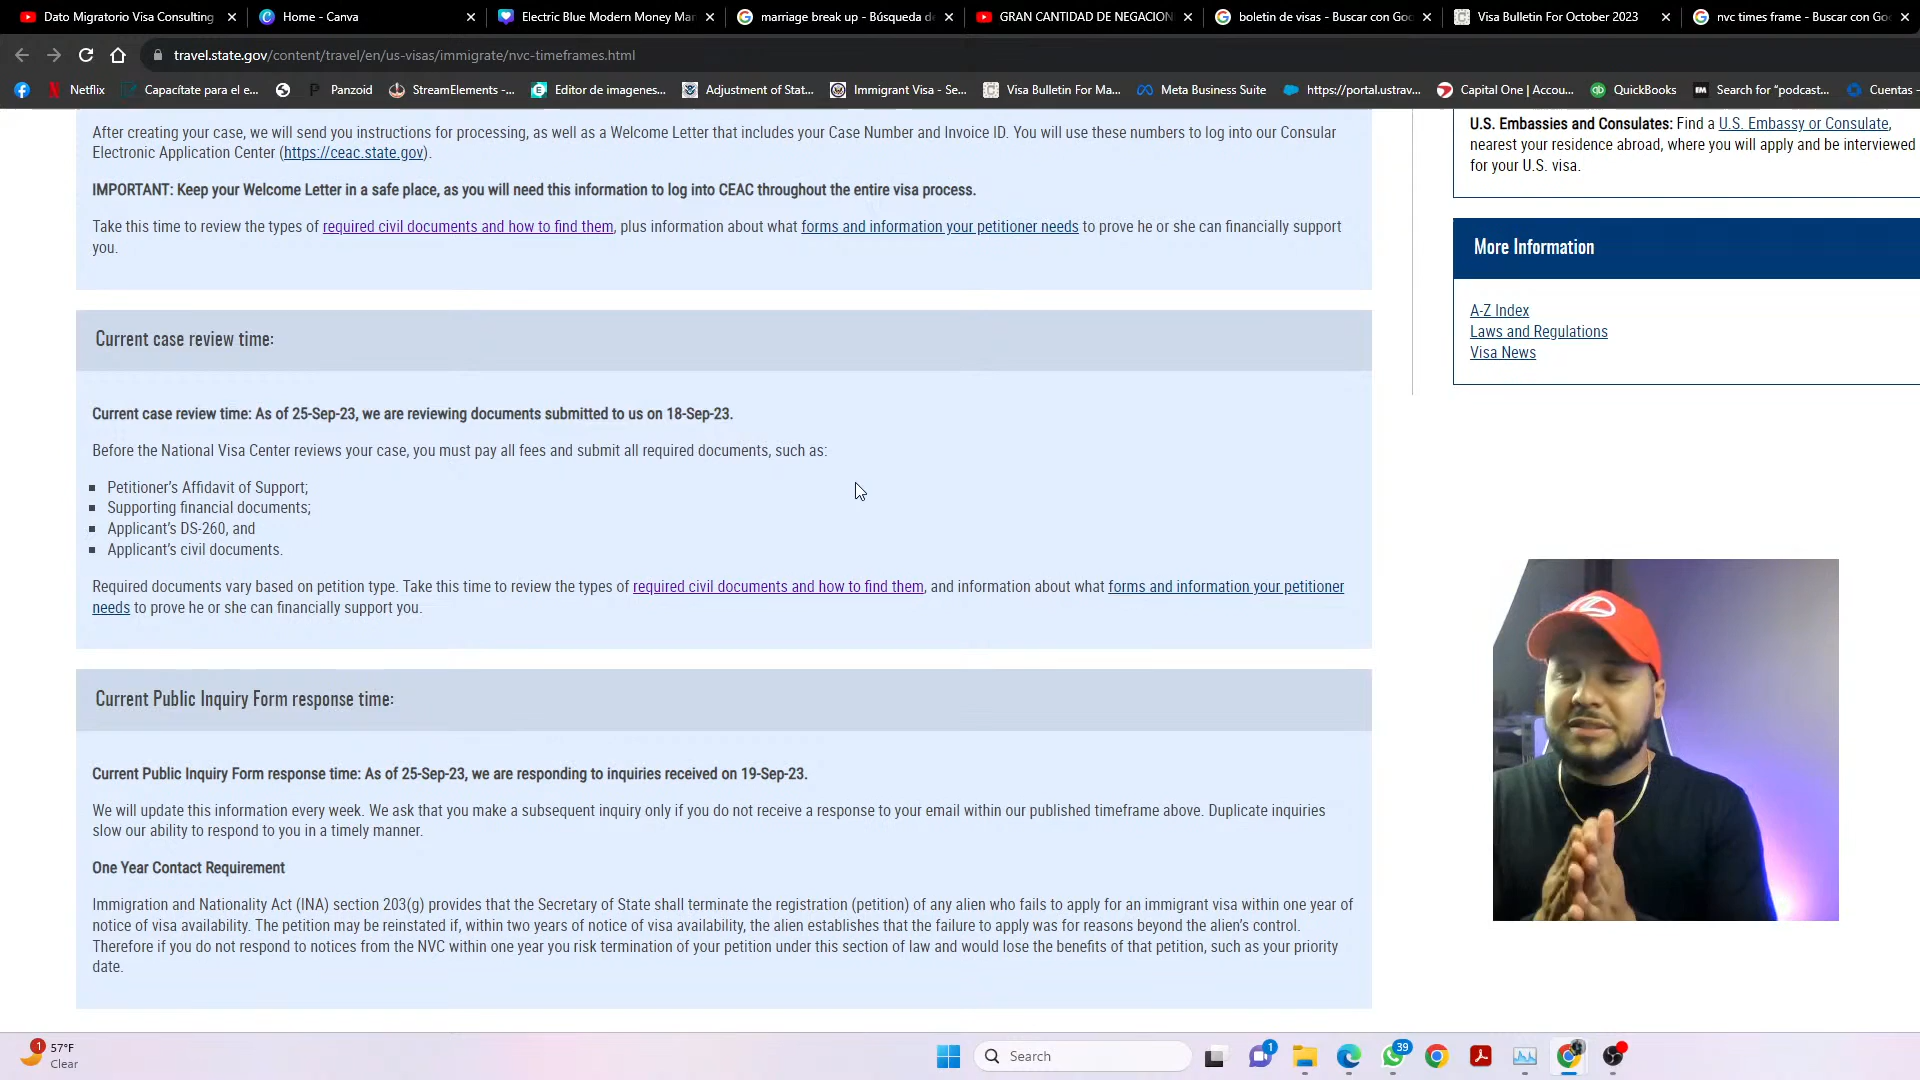 Dato Migratorio Visa Consulting
Home - Canva
Electric Blue Modern Money Mar
marriage break up - Búsqueda de
GRAN CANTIDAD DE NEGACION
boletin de visas - Buscar con Goo
Visa Bulletin For October 2023
nvc times frame - Buscar con Go
travel.state.gov/content/travel/en/us-visas/immigrate/nvc-timeframes.html
Netflix
Capacítate para el e...
Panzoid
StreamElements -...
Editor de imagenes...
Adjustment of Stat...
Immigrant Visa - Se...
Visa Bulletin For Ma...
Meta Business Suite
https://portal.ustrav...
Capital One | Accou...
QuickBooks
Search for "podcast...
Cuentas -
After creating your case, we will send you instructions for processing, as well as a Welcome Letter that includes your Case Number and Invoice ID. You will use these numbers to log into our Consular
Electronic Application Center (https://ceac.state.gov).
IMPORTANT: Keep your Welcome Letter in a safe place, as you will need this information to log into CEAC throughout the entire visa process.
Take this time to review the types of required civil documents and how to find them, plus information about what forms and information your petitioner needs to prove he or she can financially support
you.
Current case review time:
Current case review time: As of 25-Sep-23, we are reviewing documents submitted to us on 18-Sep-23.
Before the National Visa Center reviews your case, you must pay all fees and submit all required documents, such as:
Petitioner's Affidavit of Support;
Supporting financial documents;
Applicant's DS-260, and
Applicant's civil documents.
Required documents vary based on petition type. Take this time to review the types of required civil documents and how to find them, and information about what forms and information your petitioner
needs to prove he or she can financially support you.
Current Public Inquiry Form response time:
Current Public Inquiry Form response time: As of 25-Sep-23, we are responding to inquiries received on 19-Sep-23.
We will update this information every week. We ask that you make a subsequent inquiry only if you do not receive a response to your email within our published timeframe above. Duplicate inquiries
slow our ability to respond to you in a timely manner.
One Year Contact Requirement
Immigration and Nationality Act (INA) section 203(g) provides that the Secretary of State shall terminate the registration (petition) of any alien who fails to apply for an immigrant visa within one year of
notice of visa availability. The petition may be reinstated if, within two years of notice of visa availability, the alien establishes that the failure to apply was for reasons beyond the alien's control.
Therefore if you do not respond to notices from the NVC within one year you risk termination of your petition under this section of law and would lose the benefits of that petition, such as your priority
date.
U.S. Embassies and Consulates: Find a U.S. Embassy or Consulate,
nearest your residence abroad, where you will apply and be interviewed
for your U.S. visa.
More Information
A-Z Index
Laws and Regulations
Visa News
1
57°F
Clear
Search
1
39